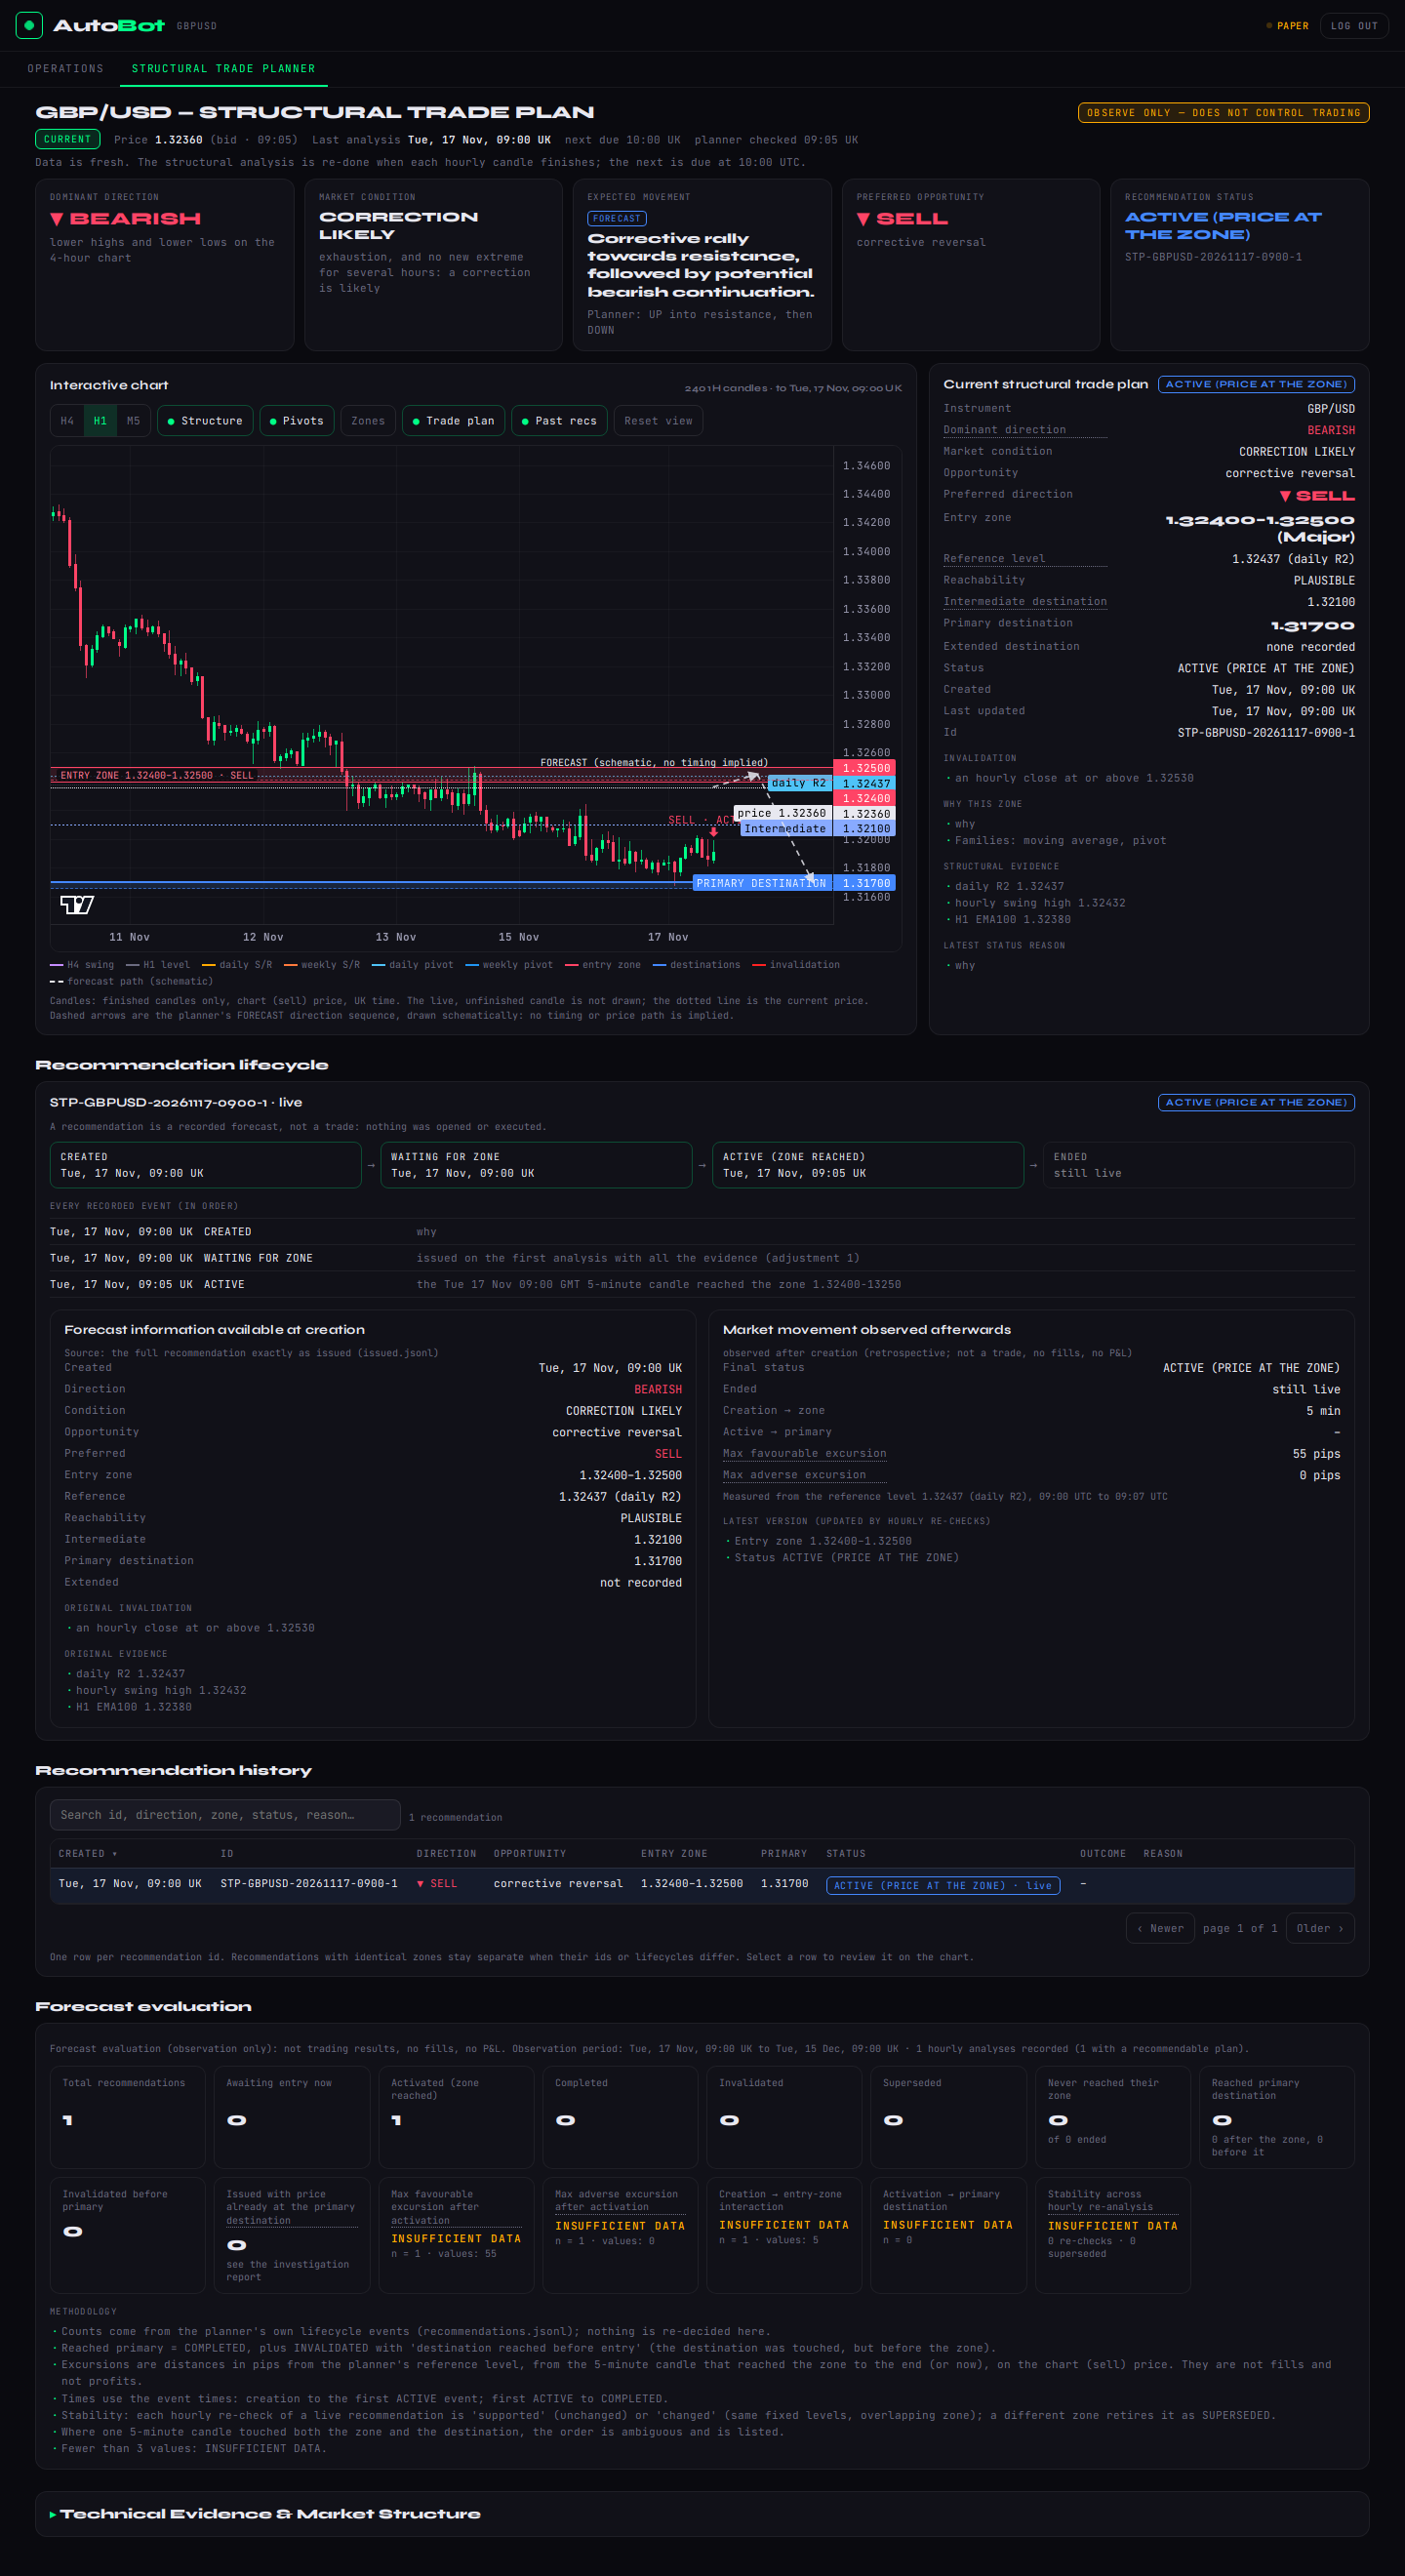 AutoBot GBPUSD
PAPER
LOG OUT
OPERATIONS
STRUCTURAL TRADE PLANNER
GBP/USD — STRUCTURAL TRADE PLAN
OBSERVE ONLY — DOES NOT CONTROL TRADING
CURRENT Price 1.32360 (bid · 09:05) Last analysis Tue, 17 Nov, 09:00 UK next due 10:00 UK planner checked 09:05 UK
Data is fresh. The structural analysis is re-done when each hourly candle finishes; the next is due at 10:00 UTC.
DOMINANT DIRECTION
▼ BEARISH
lower highs and lower lows on the
4-hour chart
MARKET CONDITION
CORRECTION
LIKELY
exhaustion, and no new extreme
for several hours: a correction
is likely
EXPECTED MOVEMENT
FORECAST
Corrective rally
towards resistance,
followed by potential
bearish continuation.
Planner: UP into resistance, then
DOWN
PREFERRED OPPORTUNITY
▼ SELL
corrective reversal
RECOMMENDATION STATUS
ACTIVE (PRICE AT
THE ZONE)
STP-GBPUSD-20261117-0900-1
Interactive chart
240 1H candles · to Tue, 17 Nov, 09:00 UK
H4 H1 M5 Structure Pivots Zones Trade plan Past recs Reset view
1.34600
1.34400
1.34200
1.34000
1.33800
1.33600
1.33400
1.33200
1.33000
1.32800
1.32600
FORECAST (schematic, no timing implied)
1.32500
ENTRY ZONE 1.32400–1.32500 · SELL
daily R2 1.32437
1.32400
price 1.32360 1.32360
SELL · ACT
Intermediate 1.32100
1.32000
1.31800
PRIMARY DESTINATION 1.31700
1.31600
11 Nov 12 Nov 13 Nov 15 Nov 17 Nov
H4 swing H1 level daily S/R weekly S/R daily pivot weekly pivot entry zone destinations invalidation
forecast path (schematic)
Candles: finished candles only, chart (sell) price, UK time. The live, unfinished candle is not drawn; the dotted line is the current price.
Dashed arrows are the planner's FORECAST direction sequence, drawn schematically: no timing or price path is implied.
Current structural trade plan ACTIVE (PRICE AT THE ZONE)
Instrument GBP/USD
Dominant direction BEARISH
Market condition CORRECTION LIKELY
Opportunity corrective reversal
Preferred direction ▼ SELL
Entry zone 1.32400–1.32500
(Major)
Reference level 1.32437 (daily R2)
Reachability PLAUSIBLE
Intermediate destination 1.32100
Primary destination 1.31700
Extended destination none recorded
Status ACTIVE (PRICE AT THE ZONE)
Created Tue, 17 Nov, 09:00 UK
Last updated Tue, 17 Nov, 09:00 UK
Id STP-GBPUSD-20261117-0900-1
INVALIDATION
· an hourly close at or above 1.32530
WHY THIS ZONE
· why
· Families: moving average, pivot
STRUCTURAL EVIDENCE
· daily R2 1.32437
· hourly swing high 1.32432
· H1 EMA100 1.32380
LATEST STATUS REASON
· why
Recommendation lifecycle
STP-GBPUSD-20261117-0900-1 · live
ACTIVE (PRICE AT THE ZONE)
A recommendation is a recorded forecast, not a trade: nothing was opened or executed.
CREATED
Tue, 17 Nov, 09:00 UK
→
WAITING FOR ZONE
Tue, 17 Nov, 09:00 UK
→
ACTIVE (ZONE REACHED)
Tue, 17 Nov, 09:05 UK
→
ENDED
still live
EVERY RECORDED EVENT (IN ORDER)
Tue, 17 Nov, 09:00 UK CREATED why
Tue, 17 Nov, 09:00 UK WAITING FOR ZONE issued on the first analysis with all the evidence (adjustment 1)
Tue, 17 Nov, 09:05 UK ACTIVE the Tue 17 Nov 09:00 GMT 5-minute candle reached the zone 1.32400-13250
Forecast information available at creation
Source: the full recommendation exactly as issued (issued.jsonl)
Created Tue, 17 Nov, 09:00 UK
Direction BEARISH
Condition CORRECTION LIKELY
Opportunity corrective reversal
Preferred SELL
Entry zone 1.32400–1.32500
Reference 1.32437 (daily R2)
Reachability PLAUSIBLE
Intermediate 1.32100
Primary destination 1.31700
Extended not recorded
ORIGINAL INVALIDATION
· an hourly close at or above 1.32530
ORIGINAL EVIDENCE
· daily R2 1.32437
· hourly swing high 1.32432
· H1 EMA100 1.32380
Market movement observed afterwards
observed after creation (retrospective; not a trade, no fills, no P&L)
Final status ACTIVE (PRICE AT THE ZONE)
Ended still live
Creation → zone 5 min
Active → primary –
Max favourable excursion 55 pips
Max adverse excursion 0 pips
Measured from the reference level 1.32437 (daily R2), 09:00 UTC to 09:07 UTC
LATEST VERSION (UPDATED BY HOURLY RE-CHECKS)
· Entry zone 1.32400–1.32500
· Status ACTIVE (PRICE AT THE ZONE)
Recommendation history
Search id, direction, zone, status, reason…
1 recommendation
CREATED ▾ ID DIRECTION OPPORTUNITY ENTRY ZONE PRIMARY STATUS OUTCOME REASON
Tue, 17 Nov, 09:00 UK STP-GBPUSD-20261117-0900-1 ▼ SELL corrective reversal 1.32400–1.32500 1.31700 ACTIVE (PRICE AT THE ZONE) · live –
‹ Newer page 1 of 1 Older ›
One row per recommendation id. Recommendations with identical zones stay separate when their ids or lifecycles differ. Select a row to review it on the chart.
Forecast evaluation
Forecast evaluation (observation only): not trading results, no fills, no P&L. Observation period: Tue, 17 Nov, 09:00 UK to Tue, 15 Dec, 09:00 UK · 1 hourly analyses recorded (1 with a recommendable plan).
Total recommendations
1
Awaiting entry now
0
Activated (zone
reached)
1
Completed
0
Invalidated
0
Superseded
0
Never reached their
zone
0
of 0 ended
Reached primary
destination
0
0 after the zone, 0
before it
Invalidated before
primary
0
Issued with price
already at the primary
destination
0
see the investigation
report
Max favourable
excursion after
activation
INSUFFICIENT DATA
n = 1 · values: 55
Max adverse excursion
after activation
INSUFFICIENT DATA
n = 1 · values: 0
Creation → entry-zone
interaction
INSUFFICIENT DATA
n = 1 · values: 5
Activation → primary
destination
INSUFFICIENT DATA
n = 0
Stability across
hourly re-analysis
INSUFFICIENT DATA
0 re-checks · 0
superseded
METHODOLOGY
· Counts come from the planner's own lifecycle events (recommendations.jsonl); nothing is re-decided here.
· Reached primary = COMPLETED, plus INVALIDATED with 'destination reached before entry' (the destination was touched, but before the zone).
· Excursions are distances in pips from the planner's reference level, from the 5-minute candle that reached the zone to the end (or now), on the chart (sell) price. They are not fills and
not profits.
· Times use the event times: creation to the first ACTIVE event; first ACTIVE to COMPLETED.
· Stability: each hourly re-check of a live recommendation is 'supported' (unchanged) or 'changed' (same fixed levels, overlapping zone); a different zone retires it as SUPERSEDED.
· Where one 5-minute candle touched both the zone and the destination, the order is ambiguous and is listed.
· Fewer than 3 values: INSUFFICIENT DATA.
▸ Technical Evidence & Market Structure